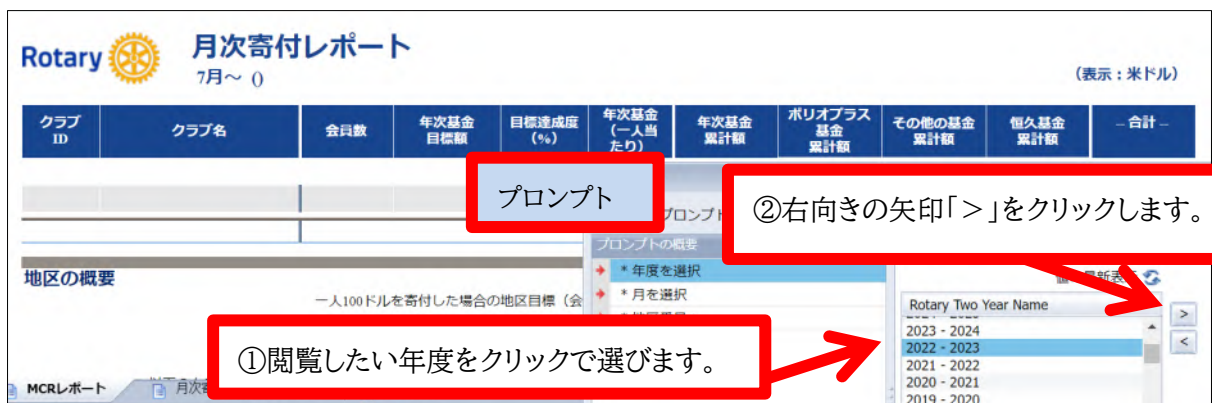 Rotary
月次寄付レポート
7月～ ()
(表示：米ドル)
クラブ
ID
クラブ名
会員数
年次基金
目標額
目標達成度
(%)
年次基金
(一人当
たり)
年次基金
累計額
ポリオプラス
基金
累計額
その他の基金
累計額
恒久基金
累計額
– 合計 –
プロンプト
②右向きの矢印「＞」をクリックします。
プロンプトの概要
* 年度を選択
* 月を選択
地区の概要
一人100ドルを寄付した場合の地区目標（会
Rotary Two Year Name
2023 - 2024
2022 - 2023
2021 - 2022
2020 - 2021
2019 - 2020
>
<
①閲覧したい年度をクリックで選びます。
MCRレポート
月次寄